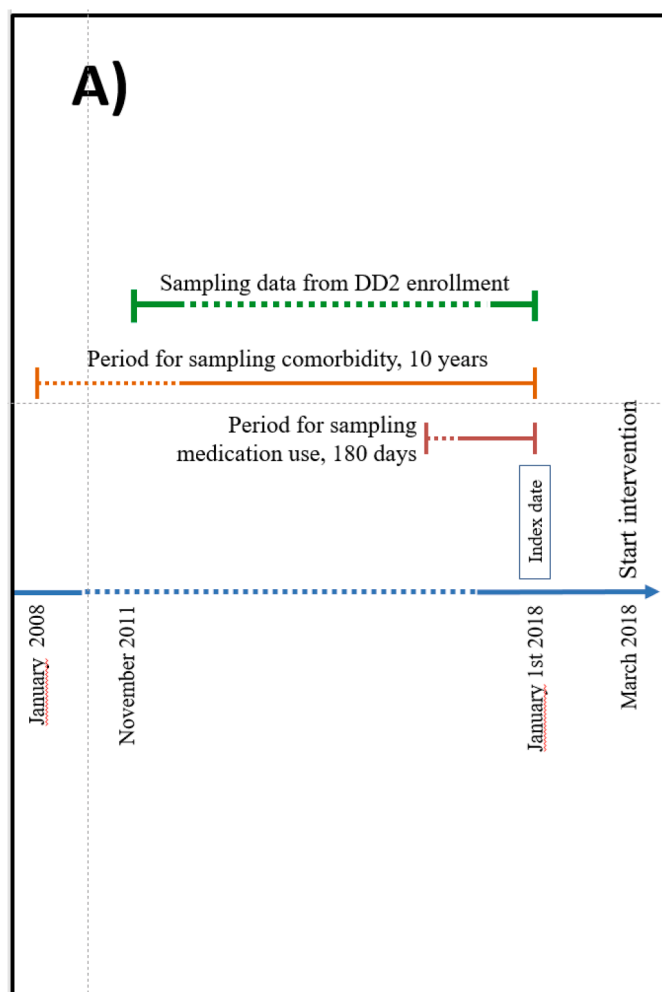 A)
Sampling data from DD2 enrollment
Period for sampling comorbidity, 10 years
Period for sampling
medication use, 180 days
Index date
Start intervention
January 2008
November 2011
January 1st 2018
March 2018